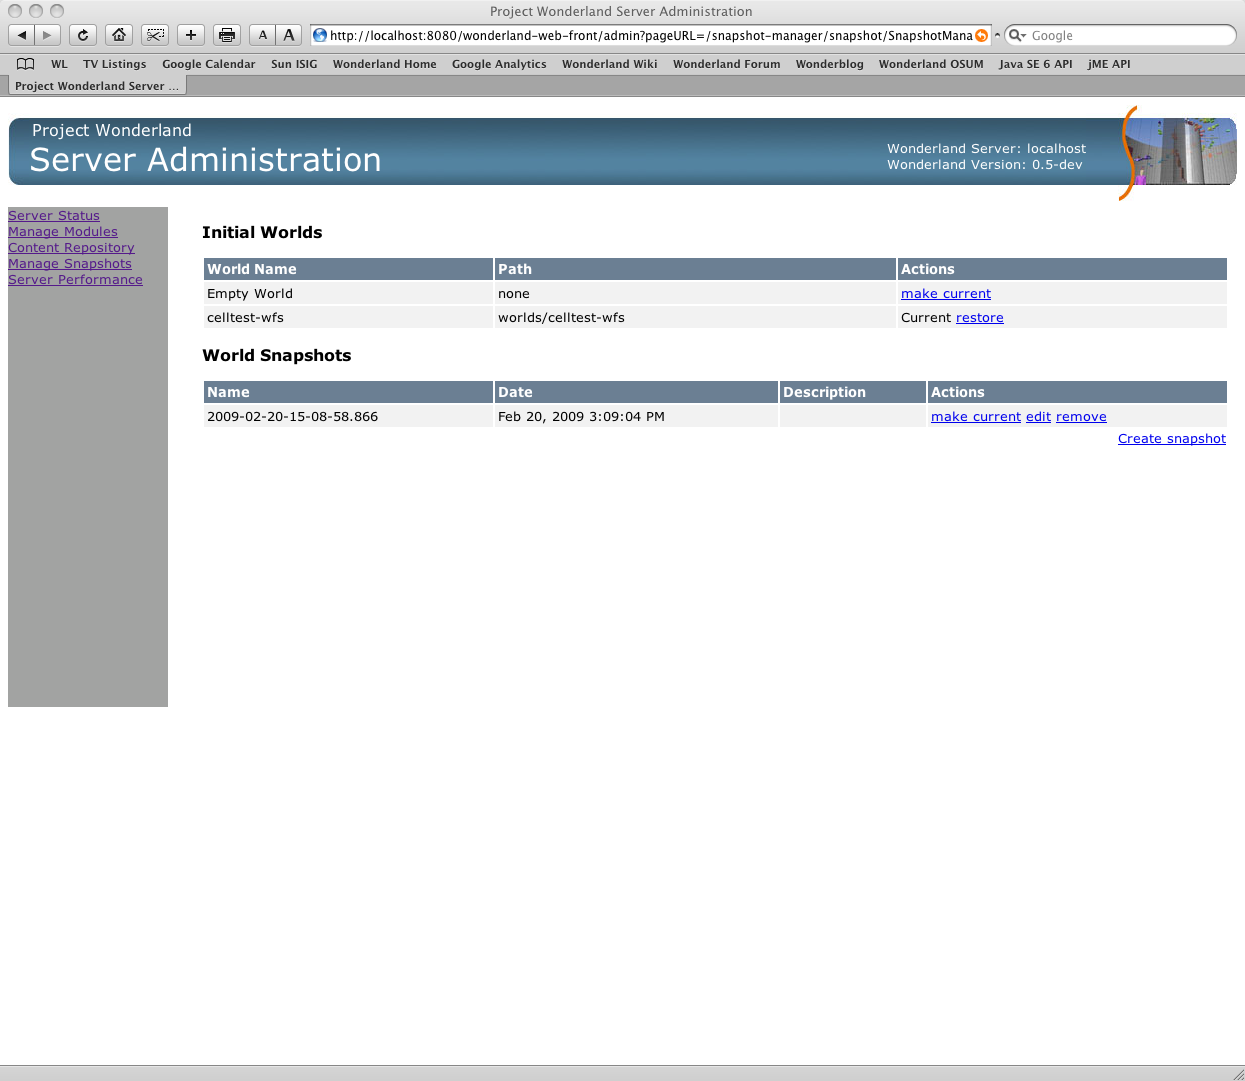 Project Wonderland Server Administration
A A http://localhost:8080/wonderland-web-front/admin?pageURL=/snapshot-manager/snapshot/SnapshotMana Google
WL TV Listings Google Calendar Sun ISIG Wonderland Home Google Analytics Wonderland Wiki Wonderland Forum Wonderblog Wonderland OSUM Java SE 6 API jME API
Project Wonderland Server ...
Project Wonderland
Server Administration
Wonderland Server: localhost
Wonderland Version: 0.5-dev
Server Status
Manage Modules
Content Repository
Manage Snapshots
Server Performance
Initial Worlds
World Name Path Actions
Empty World none make current
celltest-wfs worlds/celltest-wfs Current restore
World Snapshots
Name Date Description Actions
2009-02-20-15-08-58.866 Feb 20, 2009 3:09:04 PM make current edit remove
Create snapshot